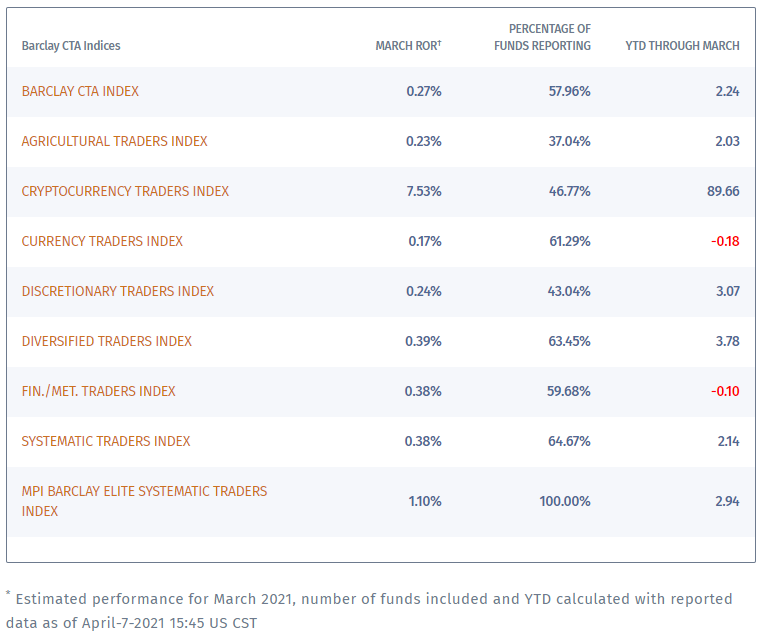 Barclay CTA Indices MARCH ROR† PERCENTAGE OF FUNDS REPORTING YTD THROUGH MARCH
BARCLAY CTA INDEX 0.27% 57.96% 2.24
AGRICULTURAL TRADERS INDEX 0.23% 37.04% 2.03
CRYPTOCURRENCY TRADERS INDEX 7.53% 46.77% 89.66
CURRENCY TRADERS INDEX 0.17% 61.29% -0.18
DISCRETIONARY TRADERS INDEX 0.24% 43.04% 3.07
DIVERSIFIED TRADERS INDEX 0.39% 63.45% 3.78
FIN./MET. TRADERS INDEX 0.38% 59.68% -0.10
SYSTEMATIC TRADERS INDEX 0.38% 64.67% 2.14
MPI BARCLAY ELITE SYSTEMATIC TRADERS
INDEX 1.10% 100.00% 2.94
* Estimated performance for March 2021, number of funds included and YTD calculated with reported
data as of April-7-2021 15:45 US CST